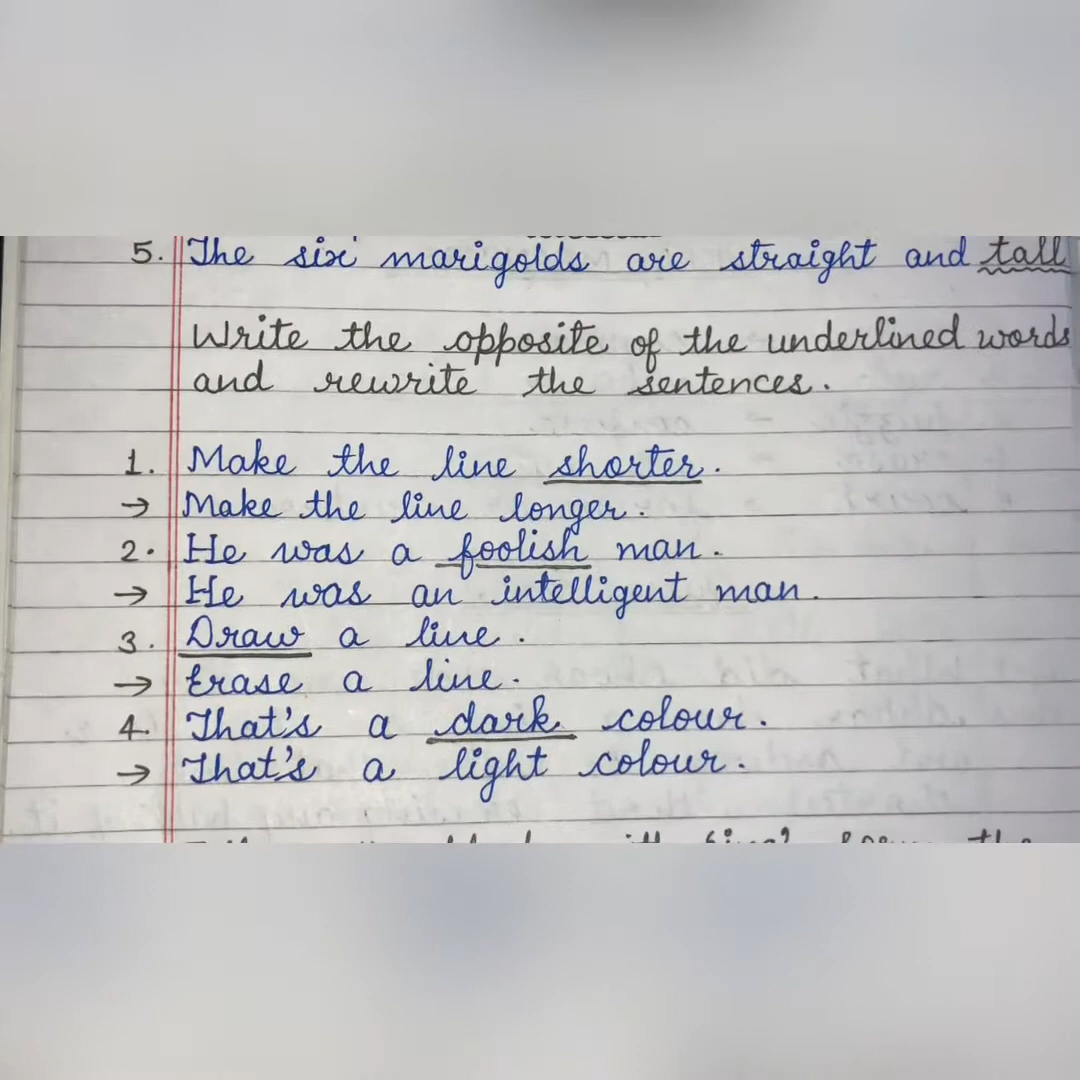 5. The six marigolds are straight and tall
Write the opposite of the underlined words
and rewrite the sentences.
1. Make the line shorter.
→ Make the line longer.
2. He was a foolish man.
→ He was an intelligent man.
3. Draw a line.
→ Erase a line.
4. That's a dark colour.
→ That's a light colour.